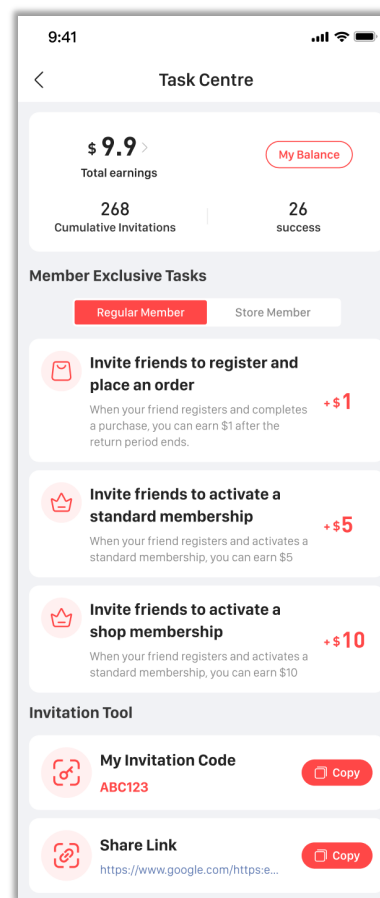 9:41
Task Centre
$ 9.9
My Balance
Total earnings
268
26
Cumulative Invitations
success
Member Exclusive Tasks
Regular Member
Store Member
Invite friends to register and
place an order
When your friend registers and completes
a purchase, you can earn $1 after the
return period ends.
+$1
Invite friends to activate a
standard membership
When your friend registers and activates a
standard membership, you can earn $5
+$5
Invite friends to activate a
shop membership
When your friend registers and activates a
standard membership, you can earn $10
+$10
Invitation Tool
My Invitation Code
ABC123
Copy
Share Link
https://www.google.com/https:e...
Copy